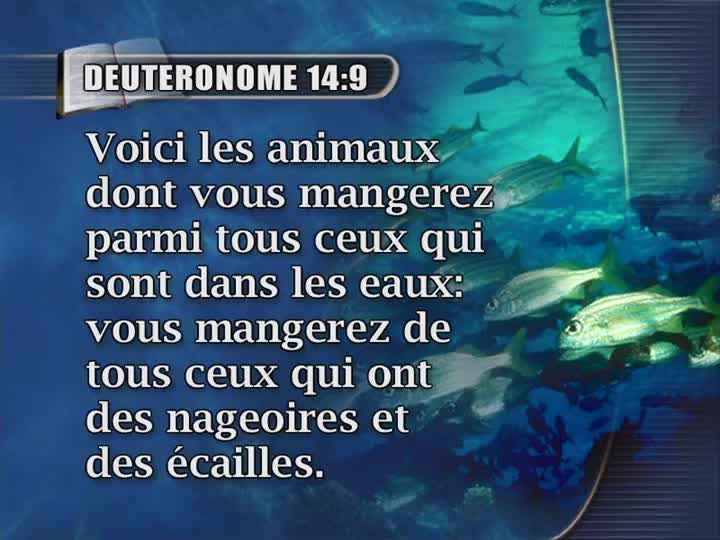 DEUTERONOME 14:9
Voici les animaux
dont vous mangerez
parmi tous ceux qui
sont dans les eaux:
vous mangerez de
tous ceux qui ont
des nageoires et
des écailles.